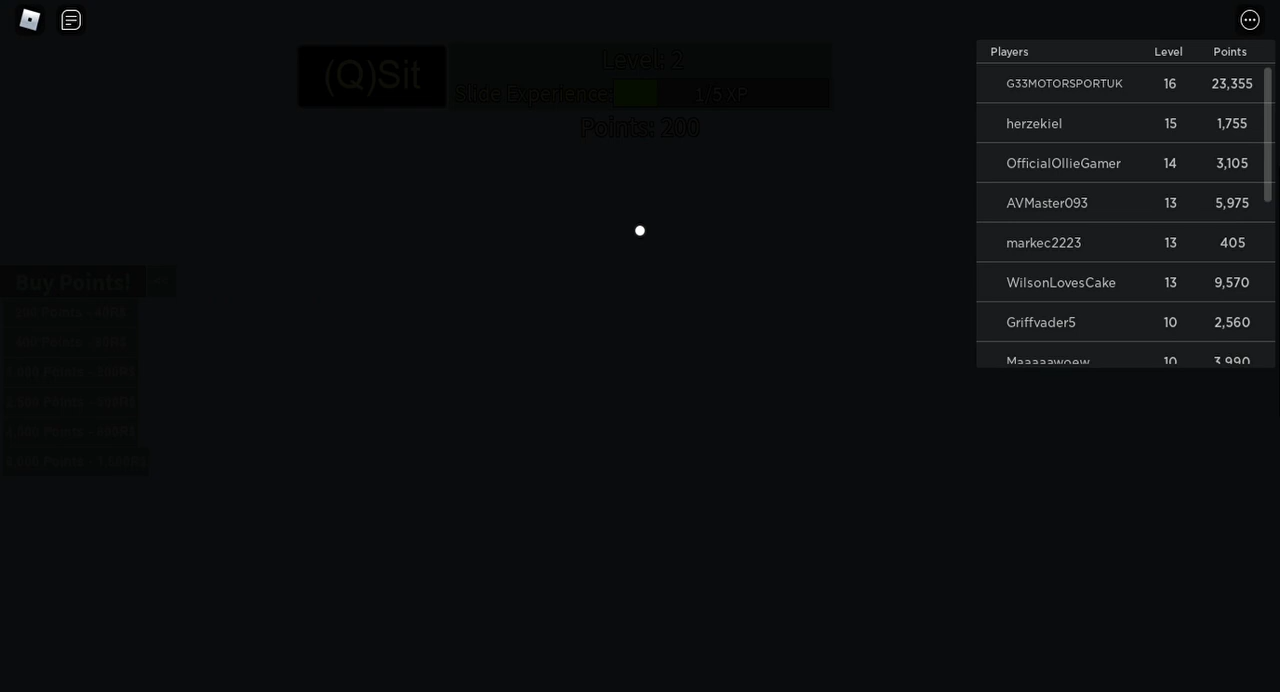 Players Level Points
G33MOTORSPORTUK 16 23,355
herzekiel 15 1,755
OfficialOllieGamer 14 3,105
AVMaster093 13 5,975
markec2223 13 405
WilsonLovesCake 13 9,570
Griffvader5 10 2,560
Maaaaawoew 10 3,990
(Q)Sit
Level: 2
Slide Experience: 1/5 XP
Points: 200
Buy Points!